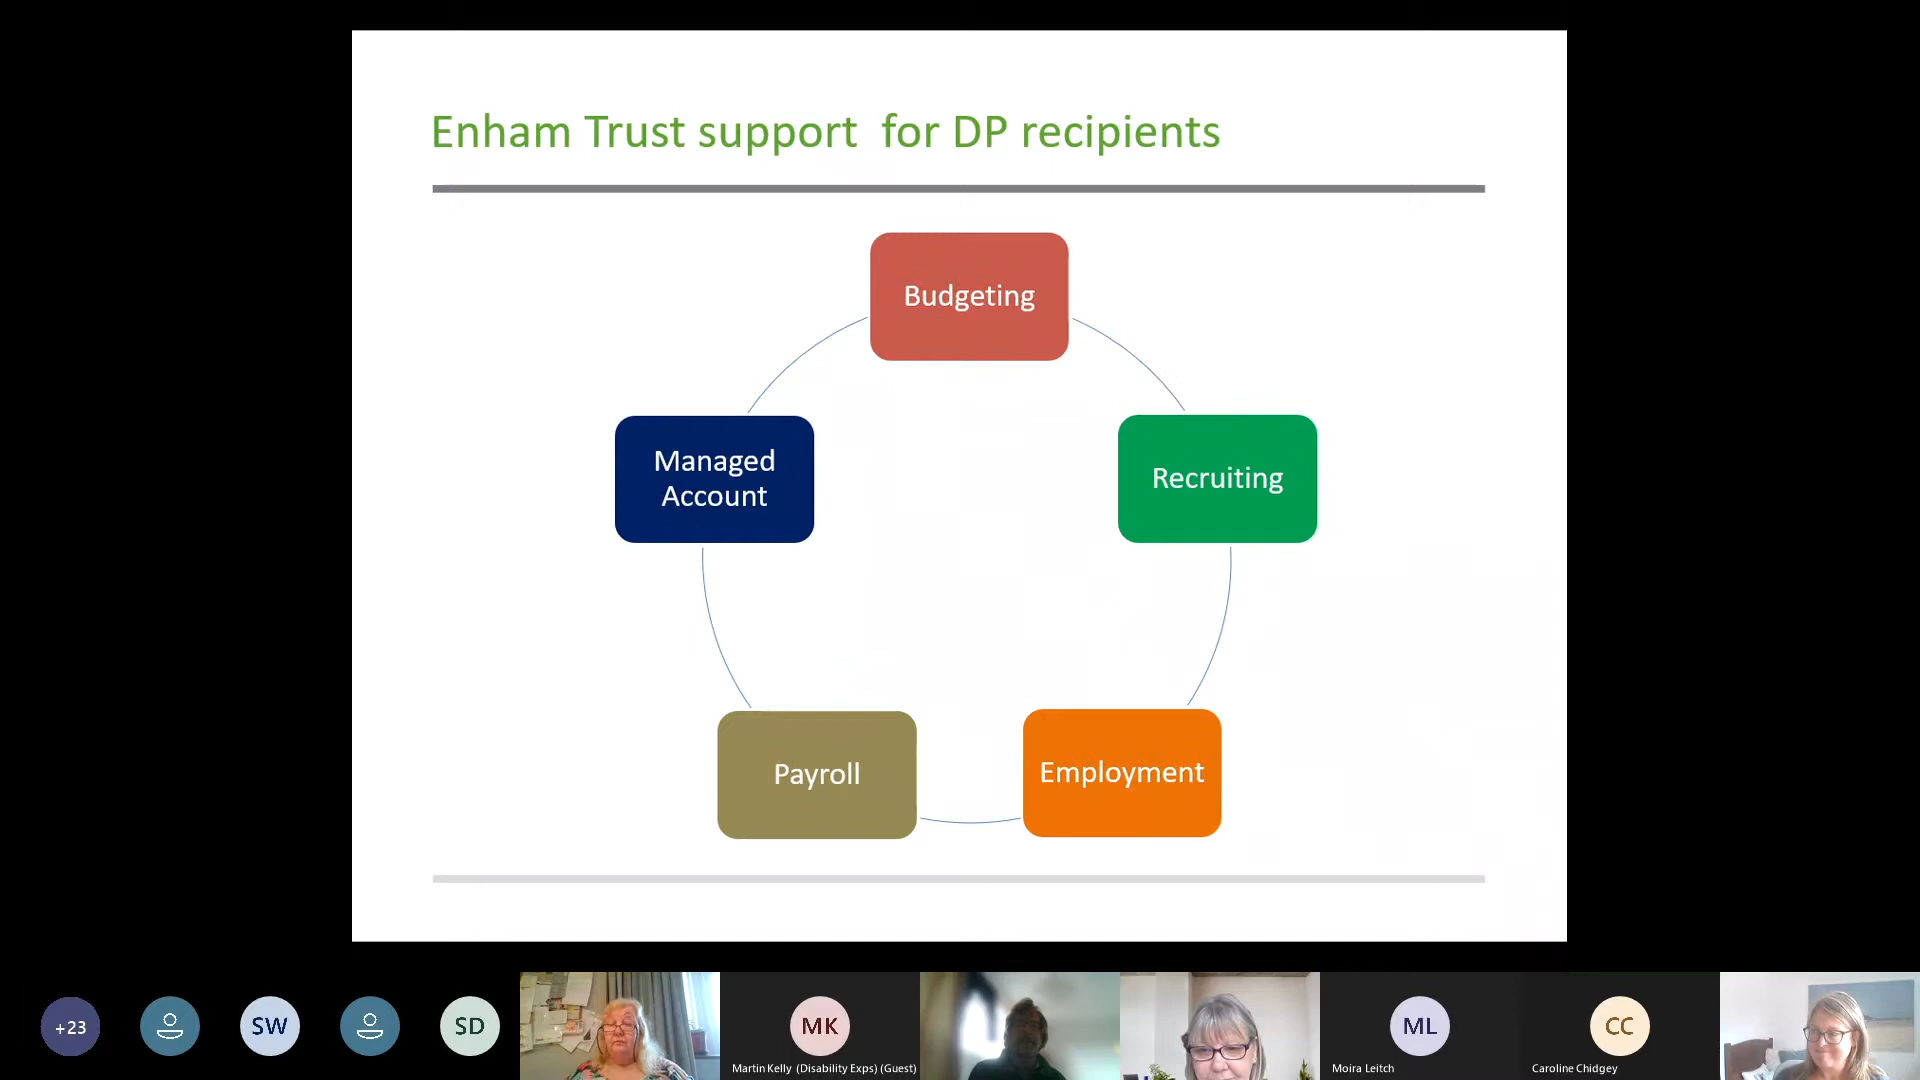 Enham Trust support  for DP recipients
Budgeting
Managed
Account
Recruiting
Payroll
Employment
+23
SW
SD
MK
Martin Kelly (Disability Exps) (Guest)
ML
Moira Leitch
CC
Caroline Chidgey